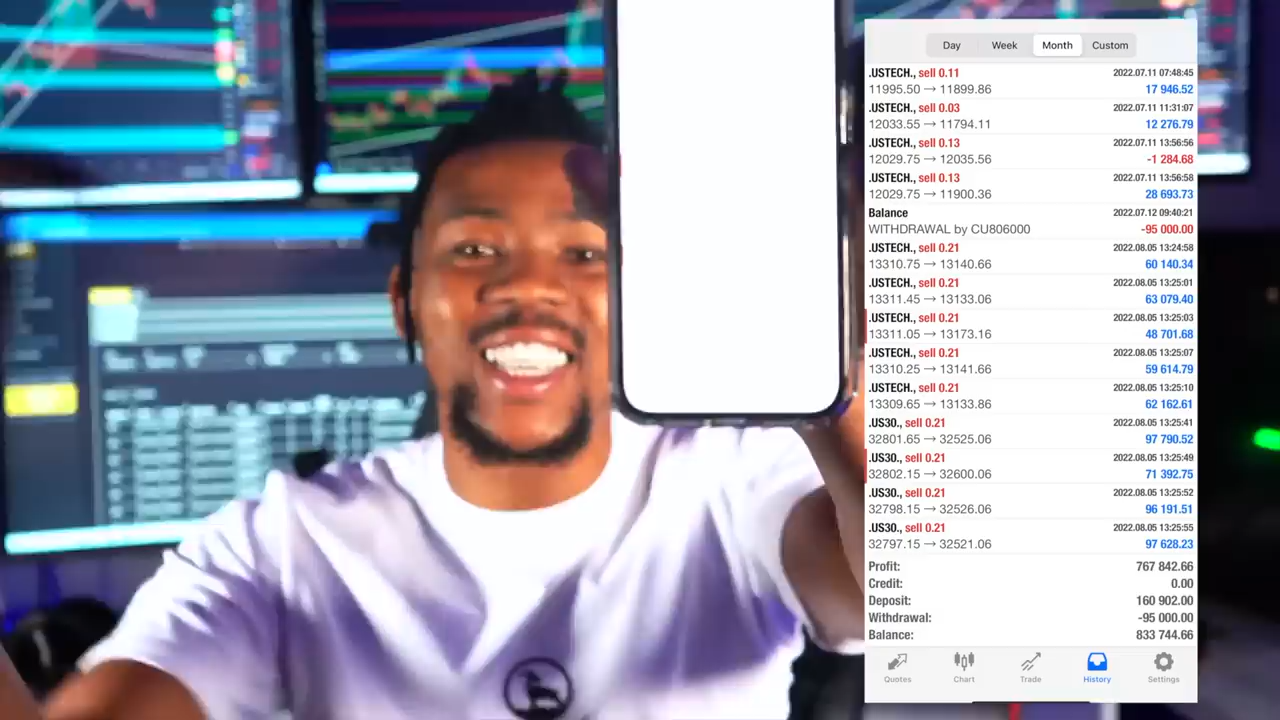 Day Week Month Custom
.USTECH., sell 0.11 2022.07.11 07:48:45
11995.50 → 11899.86 17 946.52
.USTECH., sell 0.03 2022.07.11 11:31:07
12033.55 → 11794.11 12 276.79
.USTECH., sell 0.13 2022.07.11 13:56:56
12029.75 → 12035.56 -1 284.68
.USTECH., sell 0.13 2022.07.11 13:56:58
12029.75 → 11900.36 28 693.73
Balance 2022.07.12 09:40:21
WITHDRAWAL by CU806000 -95 000.00
.USTECH., sell 0.21 2022.08.05 13:24:58
13310.75 → 13140.66 60 140.34
.USTECH., sell 0.21 2022.08.05 13:25:01
13311.45 → 13133.06 63 079.40
.USTECH., sell 0.21 2022.08.05 13:25:03
13311.05 → 13173.16 48 701.68
.USTECH., sell 0.21 2022.08.05 13:25:07
13310.25 → 13141.66 59 614.79
.USTECH., sell 0.21 2022.08.05 13:25:10
13309.65 → 13133.86 62 162.61
.US30., sell 0.21 2022.08.05 13:25:41
32801.65 → 32525.06 97 790.52
.US30., sell 0.21 2022.08.05 13:25:49
32802.15 → 32600.06 71 392.75
.US30., sell 0.21 2022.08.05 13:25:52
32798.15 → 32526.06 96 191.51
.US30., sell 0.21 2022.08.05 13:25:55
32797.15 → 32521.06 97 628.23
Profit: 767 842.66
Credit: 0.00
Deposit: 160 902.00
Withdrawal: -95 000.00
Balance: 833 744.66
Quotes Chart Trade History Settings